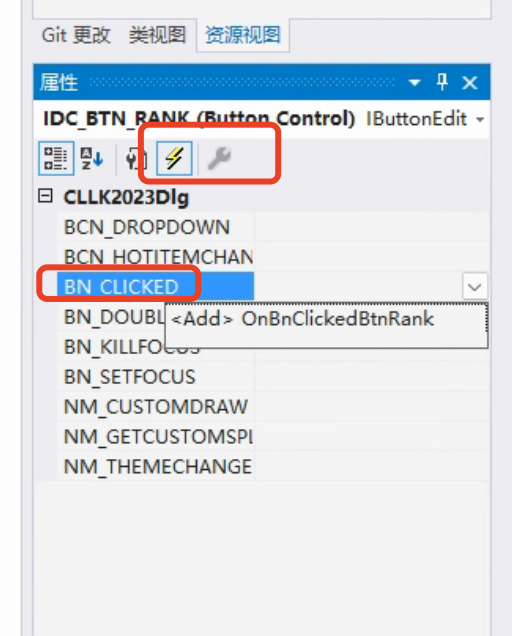 Git 更改 类视图 资源视图
属性
IDC_BTN_RANK (Button Control) IButtonEdit
CLLK2023Dlg
BCN_DROPDOWN
BCN_HOTITEMCHAN
BN_CLICKED
<Add> OnBnClickedBtnRank
BN_DOUBL
BN_KILLFOCUS
BN_SETFOCUS
NM_CUSTOMDRAW
NM_GETCUSTOMSPL
NM_THEMECHANGE